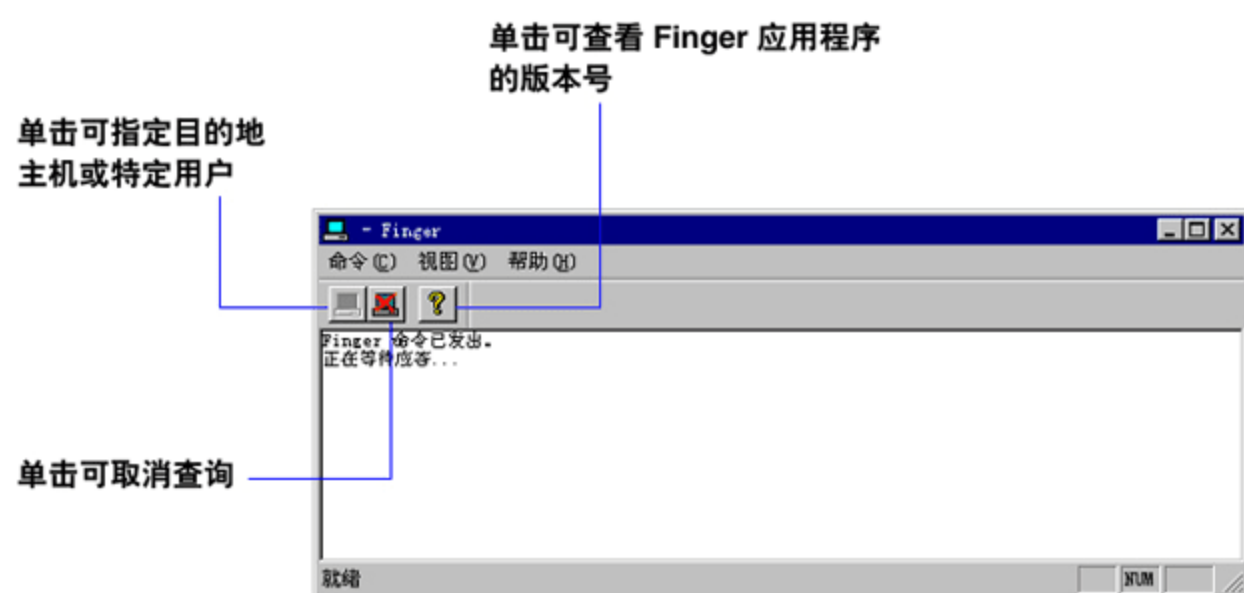 单击可查看 Finger 应用程序
的版本号
单击可指定目的地
主机或特定用户
- Finger
命令(C) 视图(V) 帮助(H)
Finger 命令已发出。
正在等待应答...
单击可取消查询
就绪
NUM